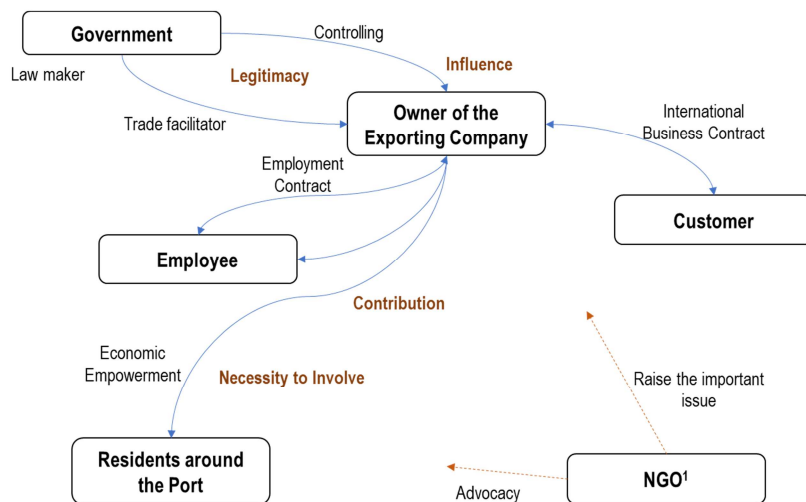 Government
Controlling
Law maker
Legitimacy
Influence
Trade facilitator
Owner of the
Exporting Company
International
Business Contract
Employment
Contract
Customer
Employee
Contribution
Economic
Empowerment
Necessity to Involve
Raise the important
issue
Residents around
the Port
Advocacy
NGO¹